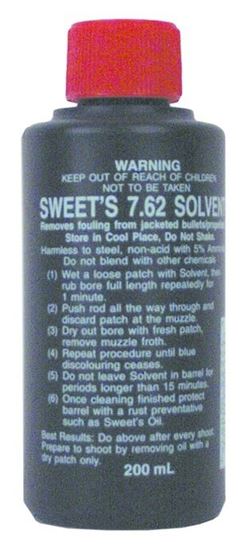 WARNING
KEEP OUT OF REACH OF CHILDREN
NOT TO BE TAKEN
SWEET'S 7.62 SOLVENT
Removes fouling from jacketed bullets/
Store in Cool Place, Do Not Shake.
Harmless to steel, non-acid with 5% Ammonia
Do not blend with other chemicals
(1) Wet a loose patch with Solvent, then
rub bore full length repeatedly for
1 minute.
(2) Push rod all the way through and
discard patch at the muzzle.
(3) Dry out bore with fresh patch,
remove muzzle froth.
(4) Repeat procedure until blue
discolouring ceases.
(5) Do not leave Solvent in barrel for
periods longer than 15 minutes.
(6) Once cleaning finished protect
barrel with a rust preventative
such as Sweet's Oil.
Best Results: Do above after every shoot.
Prepare to shoot by removing oil with a
dry patch only.
200 mL